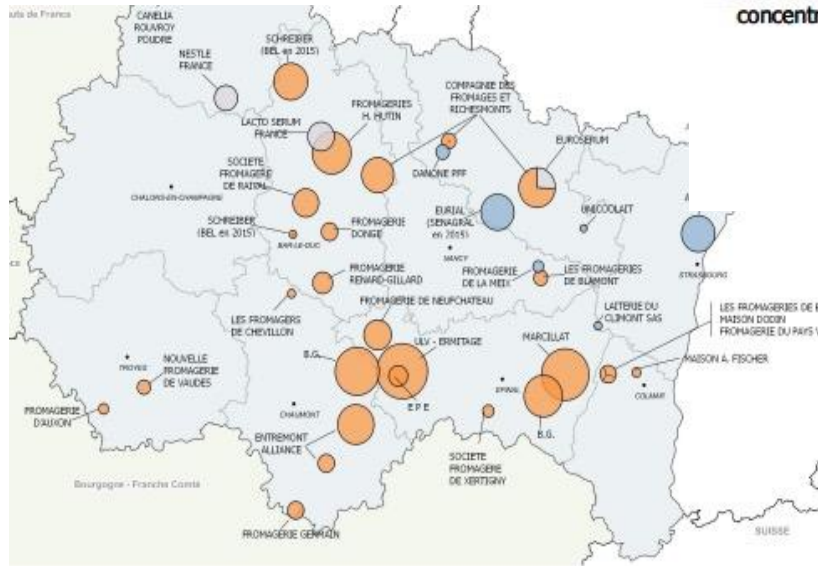 CANELIA
ROUVROY
POUDRE
concentr
auts de France
SCHREIBER
(BEL en 2015)
NESTLE
FRANCE
COMPAGNIE DES
FROMAGES ET
RICHESMONTS
FROMAGERIES
H. HUTIN
LACTO SERUM
FRANCE
EUROSERUM
SOCIETE
FROMAGERE
DE RAIVAL
DANONE PFF
CHALONS-EN-CHAMPAGNE
EURIAL
(SENAGRAL
en 2015)
UNICOOLAIT
SCHREIBER
(BEL en 2015)
FROMAGERIE
DONGE
BAR-LE-DUC
NANCY
STRASBOURG
FROMAGERIE
RENARD-GILLARD
FROMAGERIE
DE LA MEIX
LES FROMAGERIES
DE BLAMONT
FROMAGERIE DE NEUFCHATEAU
LES FROMAGERS
DE CHEVILLON
LAITERIE DU
CLIMONT SAS
LES FROMAGERIES DE
MAISON DODIN
FROMAGERIE DU PAYS
ULV - ERMITAGE
MARCILLAT
B.G.
TROYES
NOUVELLE
FROMAGERIE
DE VAUDES
MAISON A. FISCHER
EPINAL
COLMAR
E P E
FROMAGERIE
D'AUXON
CHAUMONT
B.G.
ENTREMONT
ALLIANCE
SOCIETE
FROMAGERE
DE XERTIGNY
Bourgogne - Franche Comté
FROMAGERIE GERMAIN
SUISSE